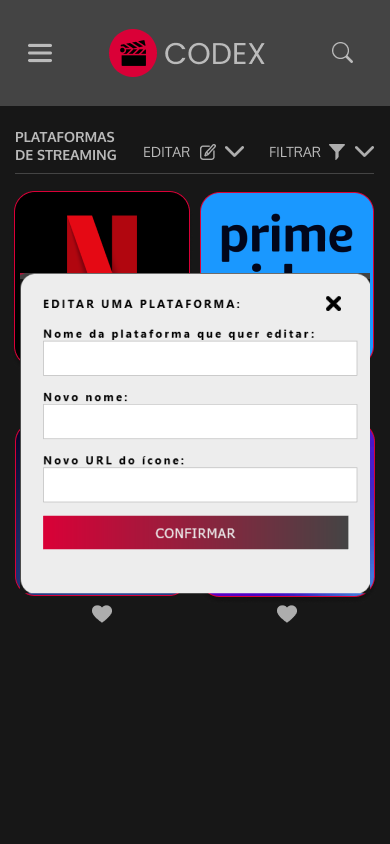 CODEX
PLATAFORMAS
DE STREAMING
EDITAR
FILTRAR
N
prime
EDITAR UMA PLATAFORMA:
Nome da plataforma que quer editar:
Novo nome:
Novo URL do ícone:
CONFIRMAR